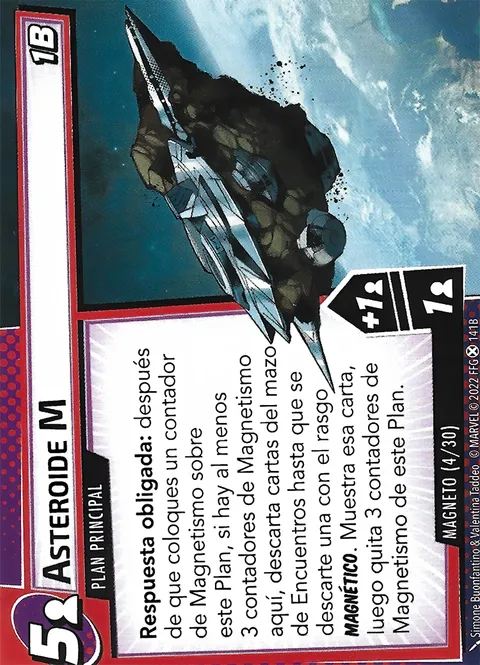 5
ASTEROIDE M
1B
PLAN PRINCIPAL
Respuesta obligada: después
de que coloques un contador
de Magnetismo sobre
este Plan, si hay al menos
3 contadores de Magnetismo
aquí, descarta cartas del mazo
de Encuentros hasta que se
descarte una con el rasgo
MAGNÉTICO. Muestra esa carta,
luego quita 3 contadores de
Magnetismo de este Plan.
+1
1
MAGNETO (4/30)
Simone Buonfantino & Valentina Taddeo © MARVEL © 2022 FFG 141B